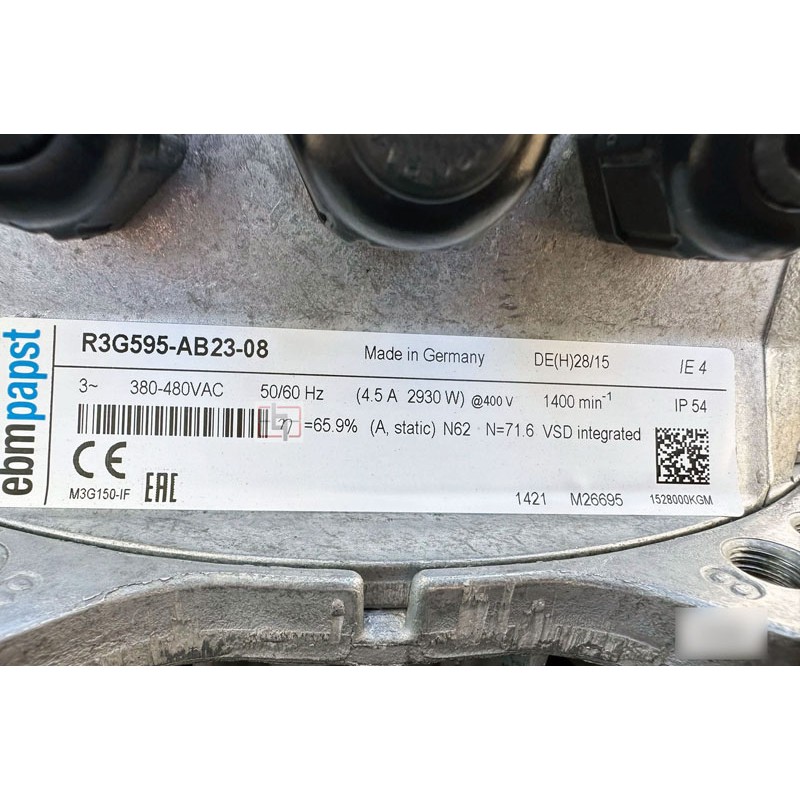 ebmpapst
R3G595-AB23-08 Made in Germany DE(H)28/15 IE 4
3~ 380-480VAC 50/60 Hz (4.5 A 2930 W) @400 V 1400 min⁻¹ IP 54
η =65.9% (A, static) N62 N=71.6 VSD integrated
CE
M3G150-IF EAC 1421 M26695 1528000KGM